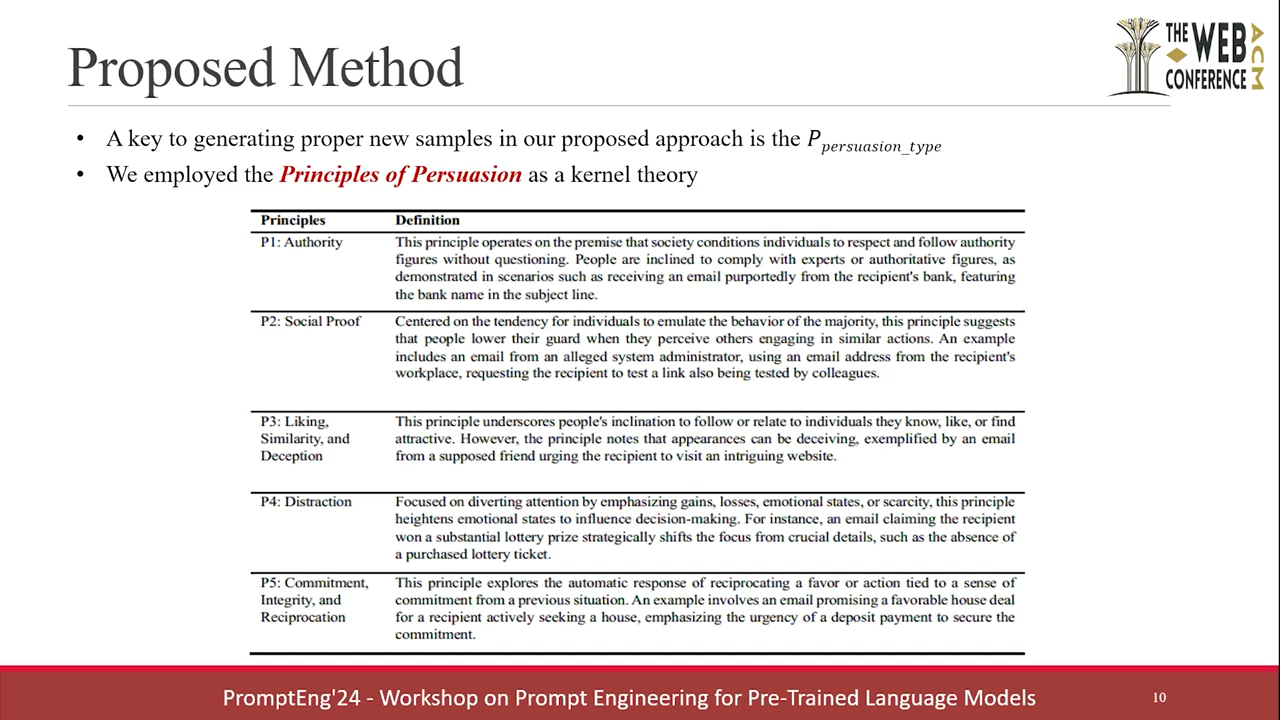 Proposed Method
THE
WEB
CONFERENCE
ACM
• A key to generating proper new samples in our proposed approach is the P_persuasion_type
• We employed the Principles of Persuasion as a kernel theory
Principles Definition
P1: Authority This principle operates on the premise that society conditions individuals to respect and follow authority
figures without questioning. People are inclined to comply with experts or authoritative figures, as
demonstrated in scenarios such as receiving an email purportedly from the recipient's bank, featuring
the bank name in the subject line.
P2: Social Proof Centered on the tendency for individuals to emulate the behavior of the majority, this principle suggests
that people lower their guard when they perceive others engaging in similar actions. An example
includes an email from an alleged system administrator, using an email address from the recipient's
workplace, requesting the recipient to test a link also being tested by colleagues.
P3: Liking, This principle underscores people's inclination to follow or relate to individuals they know, like, or find
Similarity, and attractive. However, the principle notes that appearances can be deceiving, exemplified by an email
Deception from a supposed friend urging the recipient to visit an intriguing website.
P4: Distraction Focused on diverting attention by emphasizing gains, losses, emotional states, or scarcity, this principle
heightens emotional states to influence decision-making. For instance, an email claiming the recipient
won a substantial lottery prize strategically shifts the focus from crucial details, such as the absence of
a purchased lottery ticket.
P5: Commitment, This principle explores the automatic response of reciprocating a favor or action tied to a sense of
Integrity, and commitment from a previous situation. An example involves an email promising a favorable house deal
Reciprocation for a recipient actively seeking a house, emphasizing the urgency of a deposit payment to secure the
commitment.
PromptEng'24 - Workshop on Prompt Engineering for Pre-Trained Language Models 10